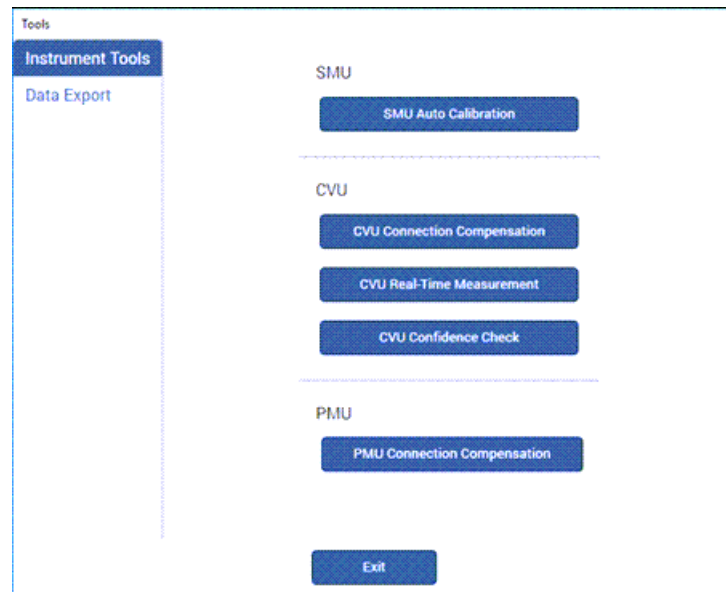 Tools
Instrument Tools
Data Export
SMU
SMU Auto Calibration
CVU
CVU Connection Compensation
CVU Real-Time Measurement
CVU Confidence Check
PMU
PMU Connection Compensation
Exit